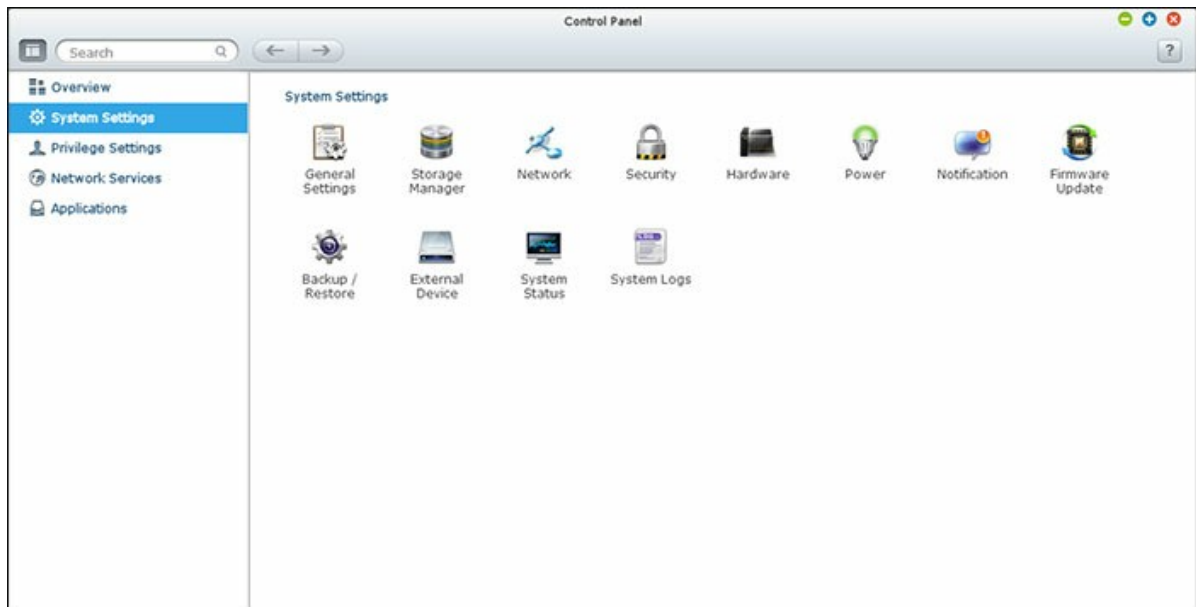 Control Panel
Search
?
Overview
System Settings
Privilege Settings
Network Services
Applications
System Settings
General
Settings
Storage
Manager
Network
Security
Hardware
Power
Notification
Firmware
Update
Backup /
Restore
External
Device
System
Status
System Logs